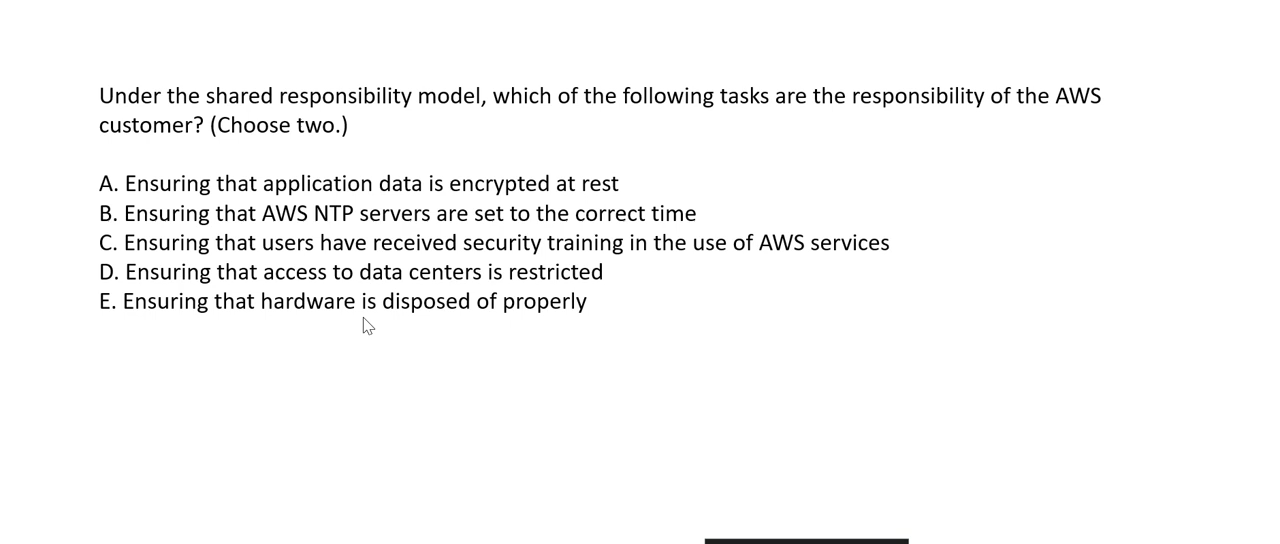 Under the shared responsibility model, which of the following tasks are the responsibility of the AWS
customer? (Choose two.)
A. Ensuring that application data is encrypted at rest
B. Ensuring that AWS NTP servers are set to the correct time
C. Ensuring that users have received security training in the use of AWS services
D. Ensuring that access to data centers is restricted
E. Ensuring that hardware is disposed of properly